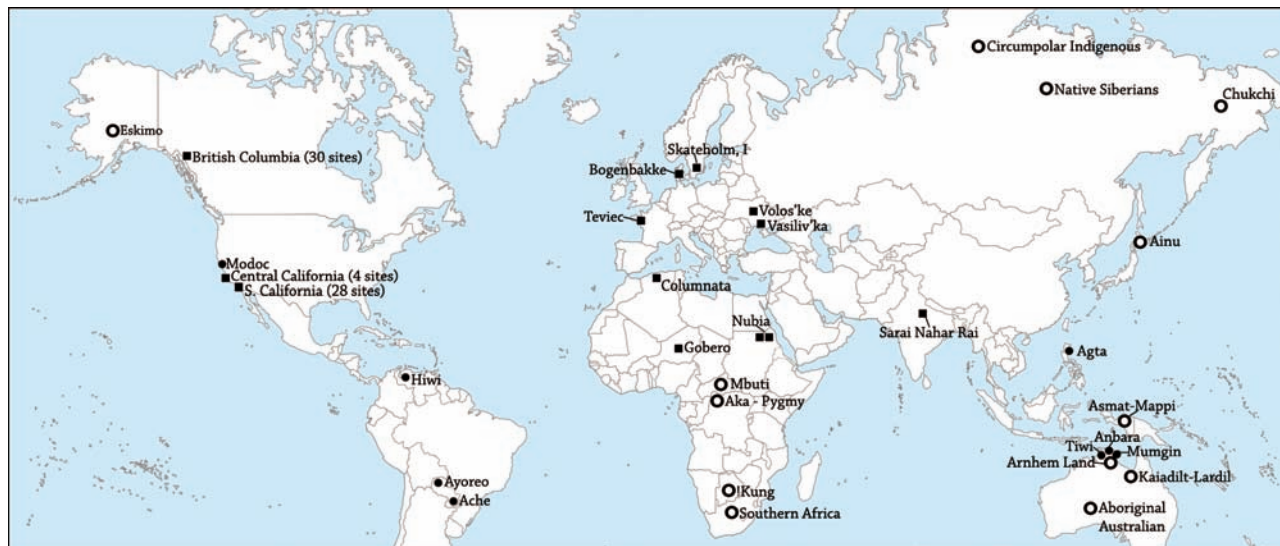 Circumpolar Indigenous
Native Siberians
Chukchi
Eskimo
British Columbia (30 sites)
Skateholm, I
Bogenbakke
Teviec
Volos'ke
Vasiliv'ka
Ainu
Modoc
Central California (4 sites)
S. California (28 sites)
Columnata
Nubia
Sarai Nahar Rai
Gobero
Agta
Hiwi
Mbuti
Aka - Pygmy
Asmat-Mappi
Anbara
Tiwi
Mumgin
Arnhem Land
Kaiadilt-Lardil
Ayoreo
!Kung
Ache
Southern Africa
Aboriginal
Australian